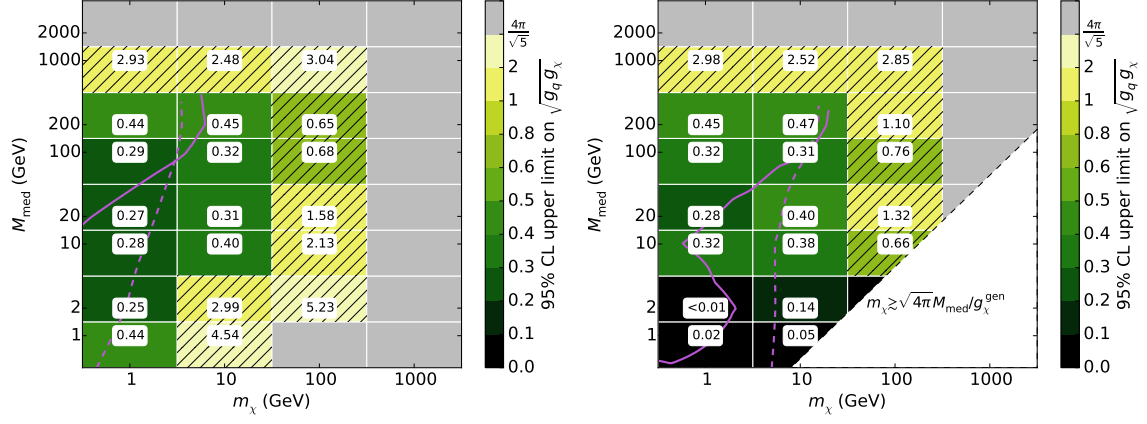 2000
1000
200
100
20
10
2
1
M_med (GeV)
2.93 2.48 3.04
0.44 0.45 0.65
0.29 0.32 0.68
0.27 0.31 1.58
0.28 0.40 2.13
0.25 2.99 5.23
0.44 4.54
1 10 100 1000
m_χ (GeV)
4π/√5
2
1
0.8
0.6
0.5
0.4
0.3
0.2
0.1
0.0
95% CL upper limit on √g_q g_χ
2000
1000
200
100
20
10
2
1
M_med (GeV)
2.98 2.52 2.85
0.45 0.47 1.10
0.32 0.31 0.76
0.28 0.40 1.32
0.32 0.38 0.66
<0.01 0.14
0.02 0.05
m_χ≳√4π M_med/g_χ^gen
1 10 100 1000
m_χ (GeV)
4π/√5
2
1
0.8
0.6
0.5
0.4
0.3
0.2
0.1
0.0
95% CL upper limit on √g_q g_χ